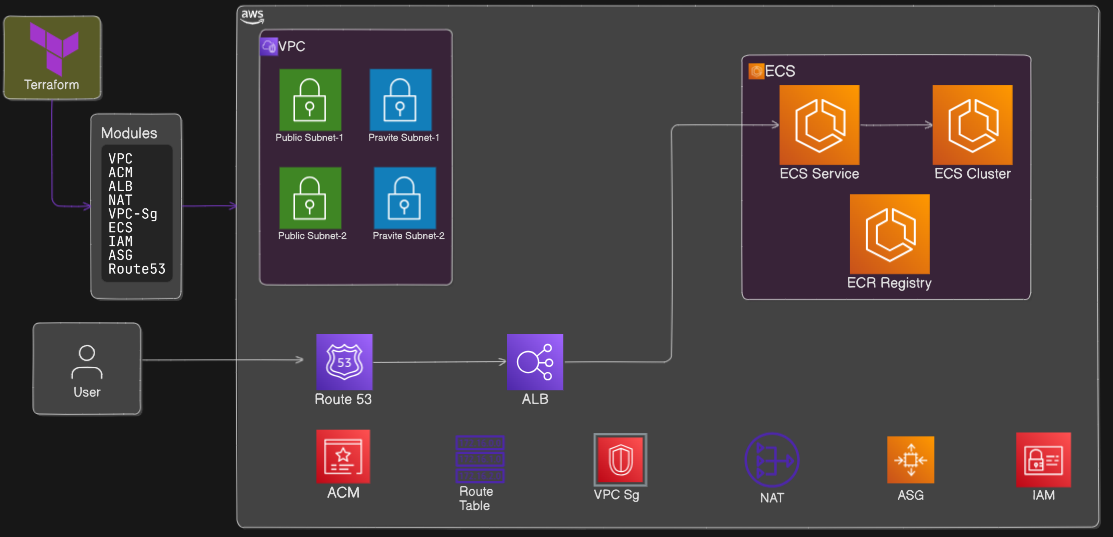 aws
Terraform
VPC
Public Subnet-1
Pravite Subnet-1
Public Subnet-2
Pravite Subnet-2
ECS
ECS Service
ECS Cluster
ECR Registry
Modules
VPC
ACM
ALB
NAT
VPC-Sg
ECS
IAM
ASG
Route53
User
53
Route 53
ALB
ACM
Route
Table
VPC Sg
NAT
ASG
IAM